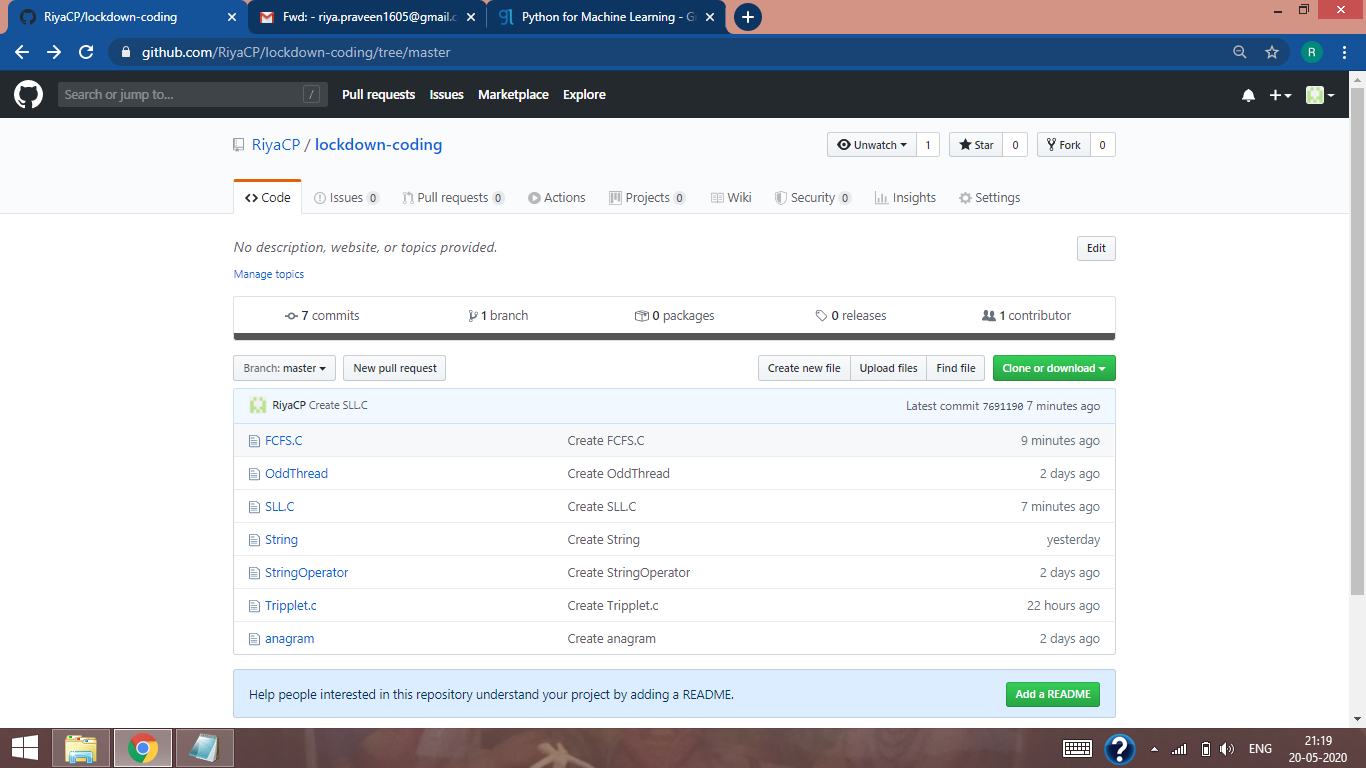 RiyaCP/lockdown-coding
Fwd: - riya.praveen1605@gmail.c
Python for Machine Learning - Gr
github.com/RiyaCP/lockdown-coding/tree/master
R
Search or jump to...
/
Pull requests
Issues
Marketplace
Explore
RiyaCP / lockdown-coding
Unwatch 1
Star 0
Fork 0
Code
Issues 0
Pull requests 0
Actions
Projects 0
Wiki
Security 0
Insights
Settings
No description, website, or topics provided.
Edit
Manage topics
7 commits
1 branch
0 packages
0 releases
1 contributor
Branch: master
New pull request
Create new file
Upload files
Find file
Clone or download
RiyaCP Create SLL.C
Latest commit 7691190 7 minutes ago
FCFS.C Create FCFS.C 9 minutes ago
OddThread Create OddThread 2 days ago
SLL.C Create SLL.C 7 minutes ago
String Create String yesterday
StringOperator Create StringOperator 2 days ago
Tripplet.c Create Tripplet.c 22 hours ago
anagram Create anagram 2 days ago
Help people interested in this repository understand your project by adding a README.
Add a README
?
ENG
21:19
20-05-2020